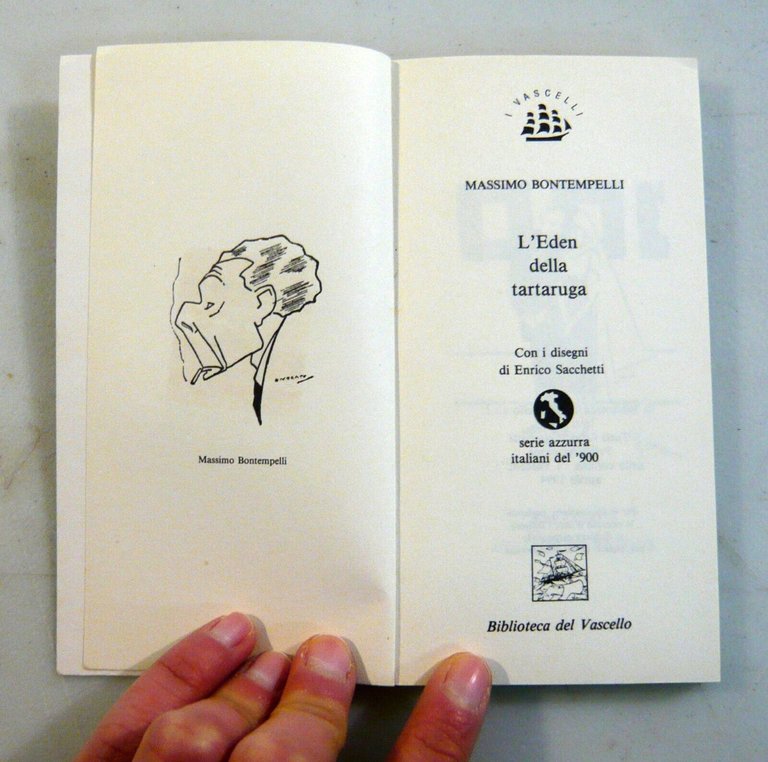 Massimo Bontempelli
I VASCELLI
MASSIMO BONTEMPELLI
L'Eden
della
tartaruga
Con i disegni
di Enrico Sacchetti
serie azzurra
italiani del '900
Biblioteca del Vascello